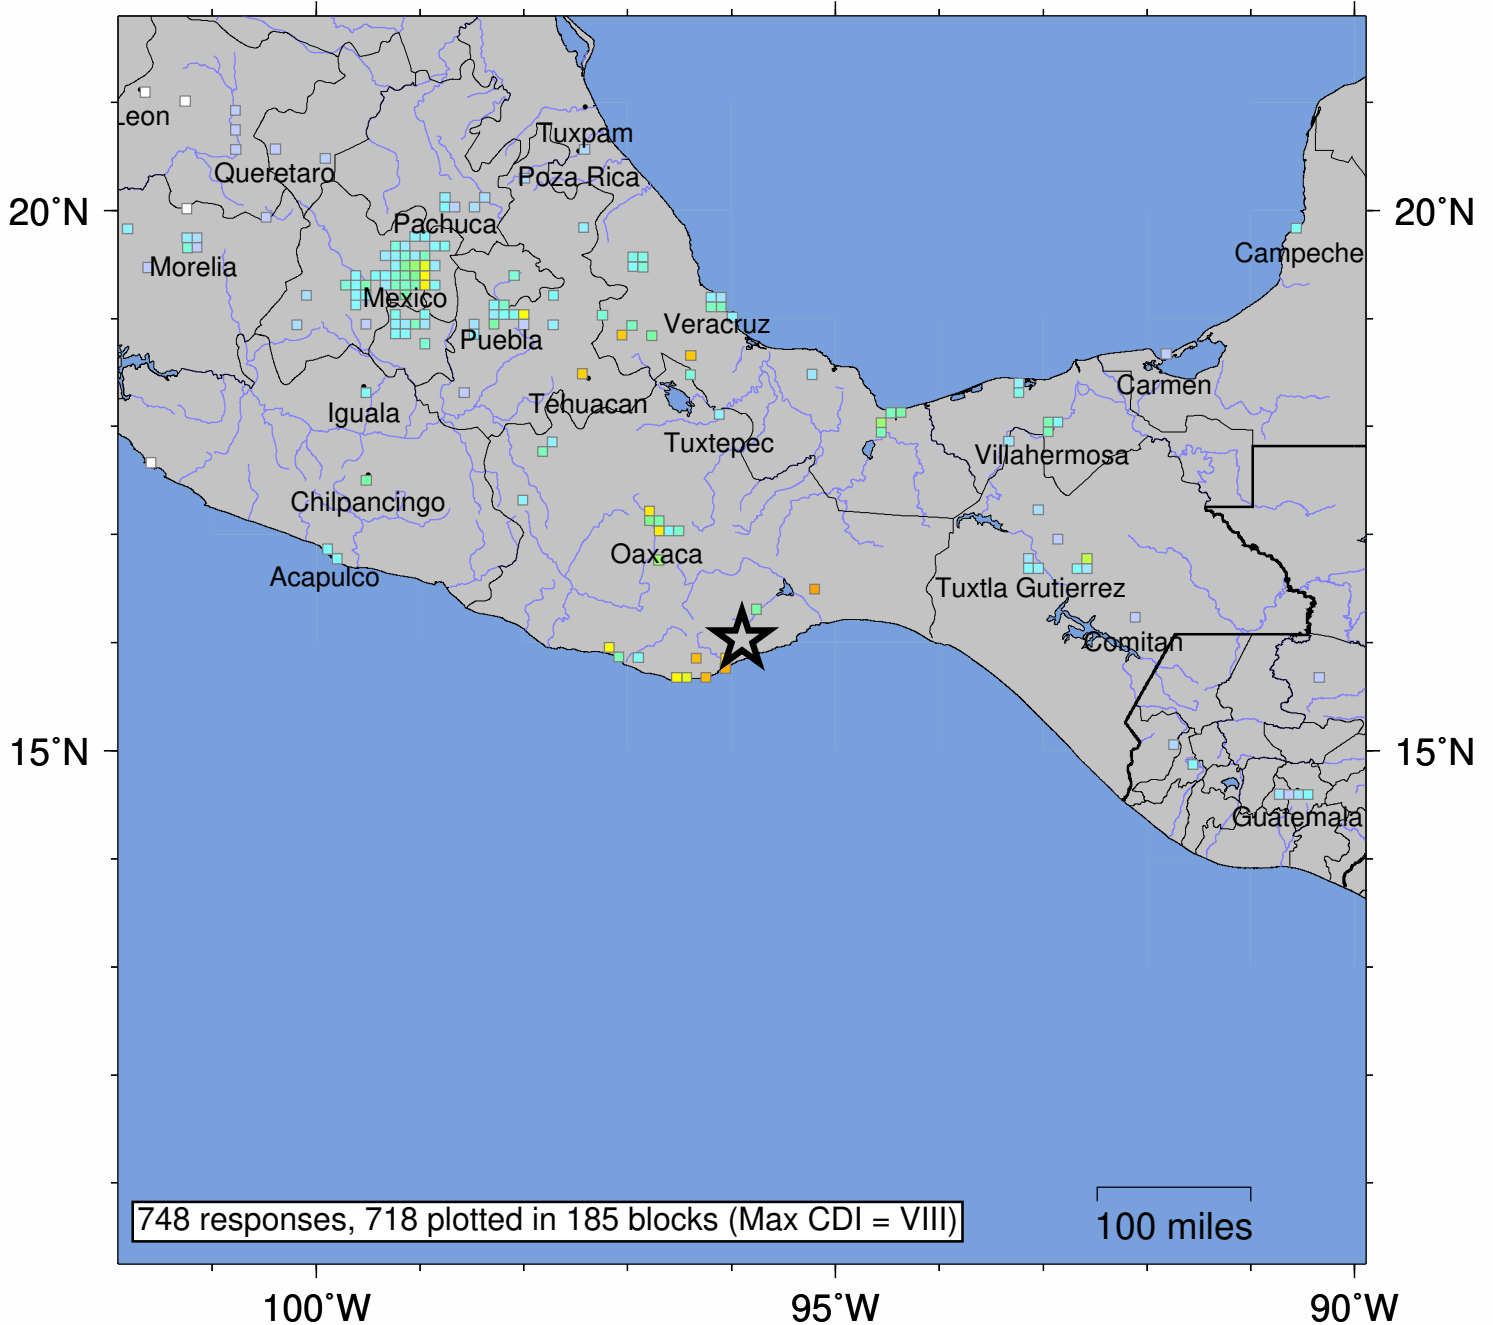 eon
Tuxpam
Queretaro
Poza Rica
20°N
20°N
Pachuca
Campeche
Morelia
Mexico
Veracruz
Puebla
Carmen
Iguala
Tehuacan
Tuxtepec
Villahermosa
Chilpancingo
Oaxaca
Acapulco
Tuxtla Gutierrez
Comitan
15°N
15°N
Guatemala
748 responses, 718 plotted in 185 blocks (Max CDI = VIII)
100 miles
100°W
95°W
90°W